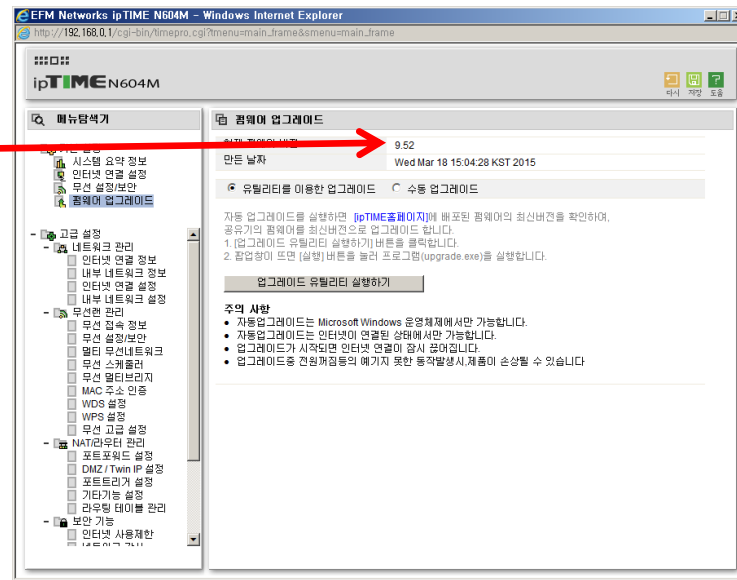 EFM Networks ipTIME N604M - Windows Internet Explorer
http://192,168,0,1/cgi-bin/timepro,cgi?tmenu=main_frame&smenu=main_frame
ipTIME N604M
다시 저장 도움
메뉴탐색기
시스템 요약 정보
인터넷 연결 설정
무선 설정/보안
펌웨어 업그레이드
- 고급 설정
- 네트워크 관리
인터넷 연결 정보
내부 네트워크 정보
인터넷 연결 설정
내부 네트워크 설정
- 무선랜 관리
무선 접속 정보
무선 설정/보안
멀티 무선네트워크
무선 스케줄러
무선 멀티브리지
MAC 주소 인증
WDS 설정
WPS 설정
무선 고급 설정
- NAT/라우터 관리
포트포워드 설정
DMZ / Twin IP 설정
포트트리거 설정
기타기능 설정
라우팅 테이블 관리
- 보안 기능
인터넷 사용제한
펌웨어 업그레이드
9.52
만든 날짜 Wed Mar 18 15:04:28 KST 2015
유틸리티를 이용한 업그레이드 수동 업그레이드
자동 업그레이드를 실행하면 [ipTIME홈페이지]에 배포된 펌웨어의 최신버전을 확인하여,
공유기의 펌웨어를 최신버전으로 업그레이드 합니다.
1. [업그레이드 유틸리티 실행하기] 버튼을 클릭합니다.
2. 팝업창이 뜨면 [실행] 버튼을 눌러 프로그램(upgrade.exe)을 실행합니다.
업그레이드 유틸리티 실행하기
주의 사항
• 자동업그레이드는 Microsoft Windows 운영체제에서만 가능합니다.
• 자동업그레이드는 인터넷이 연결된 상태에서만 가능합니다.
• 업그레이드가 시작되면 인터넷 연결이 잠시 끊어집니다.
• 업그레이드중 전원꺼짐등의 예기치 못한 동작발생시,제품이 손상될 수 있습니다